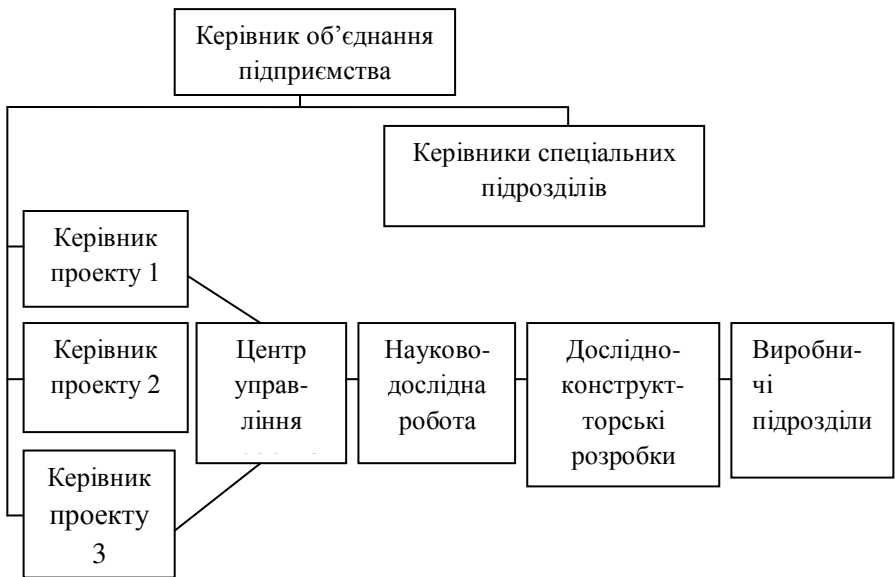 Керівник об’єднання
підприємства
Керівники спеціальних
підрозділів
Керівник
проекту 1
Керівник
проекту 2
Керівник
проекту
3
Центр
управ-
ління
Науково-
дослідна
робота
Дослідно-
конструкт-
торські
розробки
Виробни-
чі
підрозділи